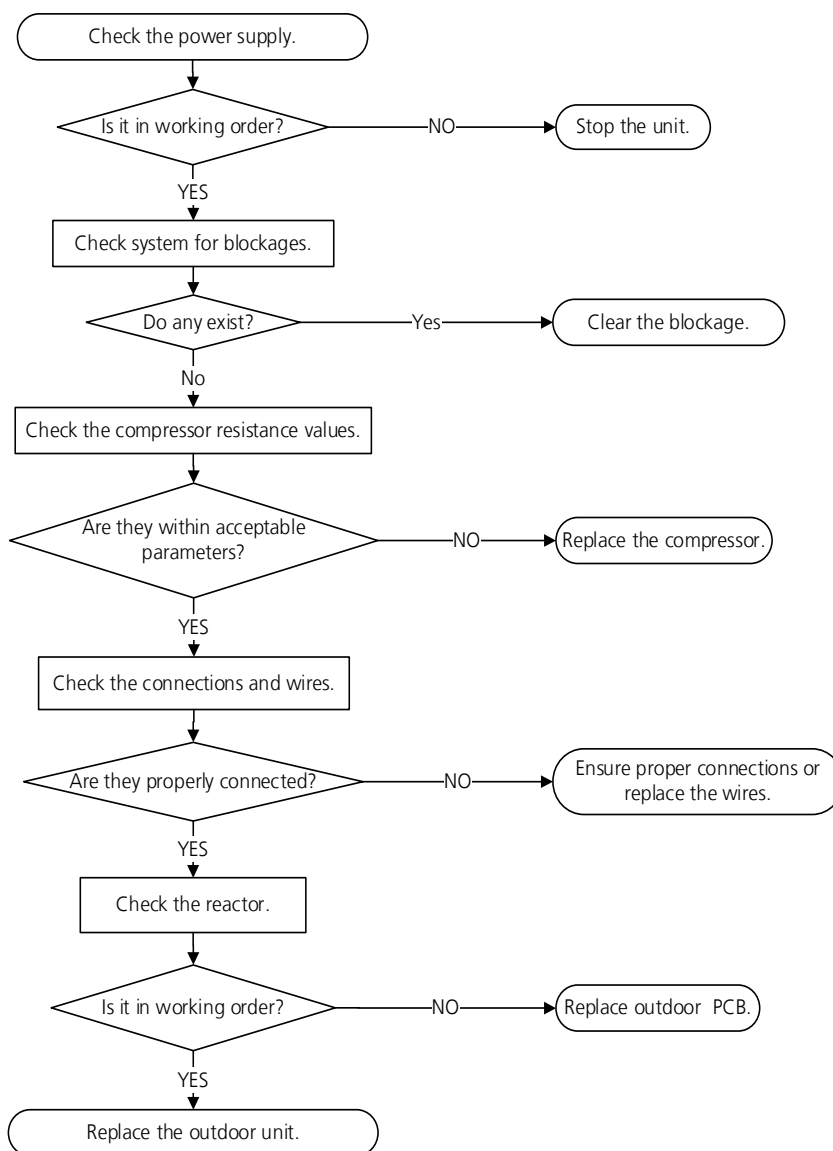 Check the power supply.
Is it in working order?
NO
Stop the unit.
YES
Check system for blockages.
Do any exist?
Yes
Clear the blockage.
No
Check the compressor resistance values.
Are they within acceptable
parameters?
NO
Replace the compressor.
YES
Check the connections and wires.
Are they properly connected?
NO
Ensure proper connections or
replace the wires.
YES
Check the reactor.
Is it in working order?
NO
Replace outdoor PCB.
YES
Replace the outdoor unit.